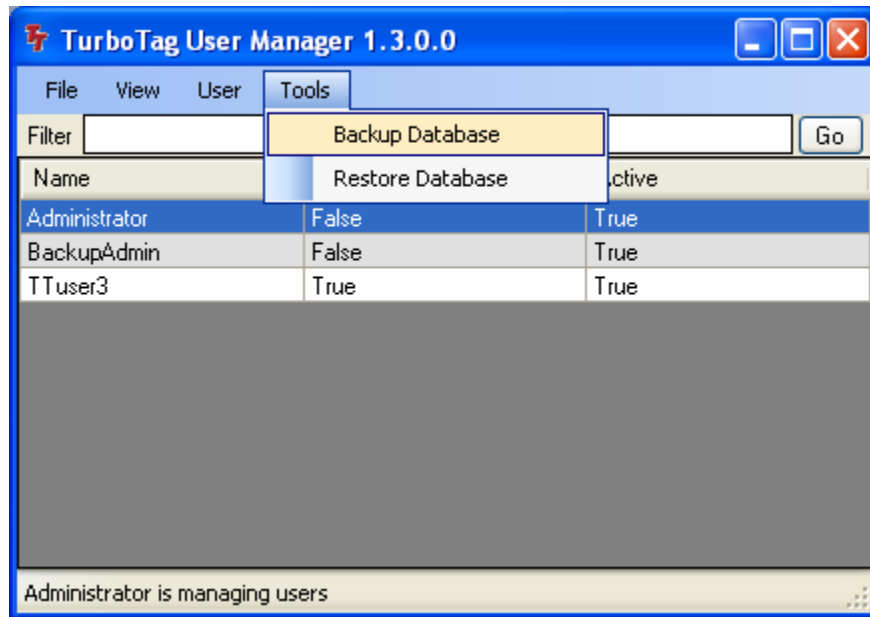 TurboTag User Manager 1.3.0.0
File View User Tools
Filter Backup Database Go
Name Restore Database ctive
Administrator False True
BackupAdmin False True
TTuser3 True True
Administrator is managing users